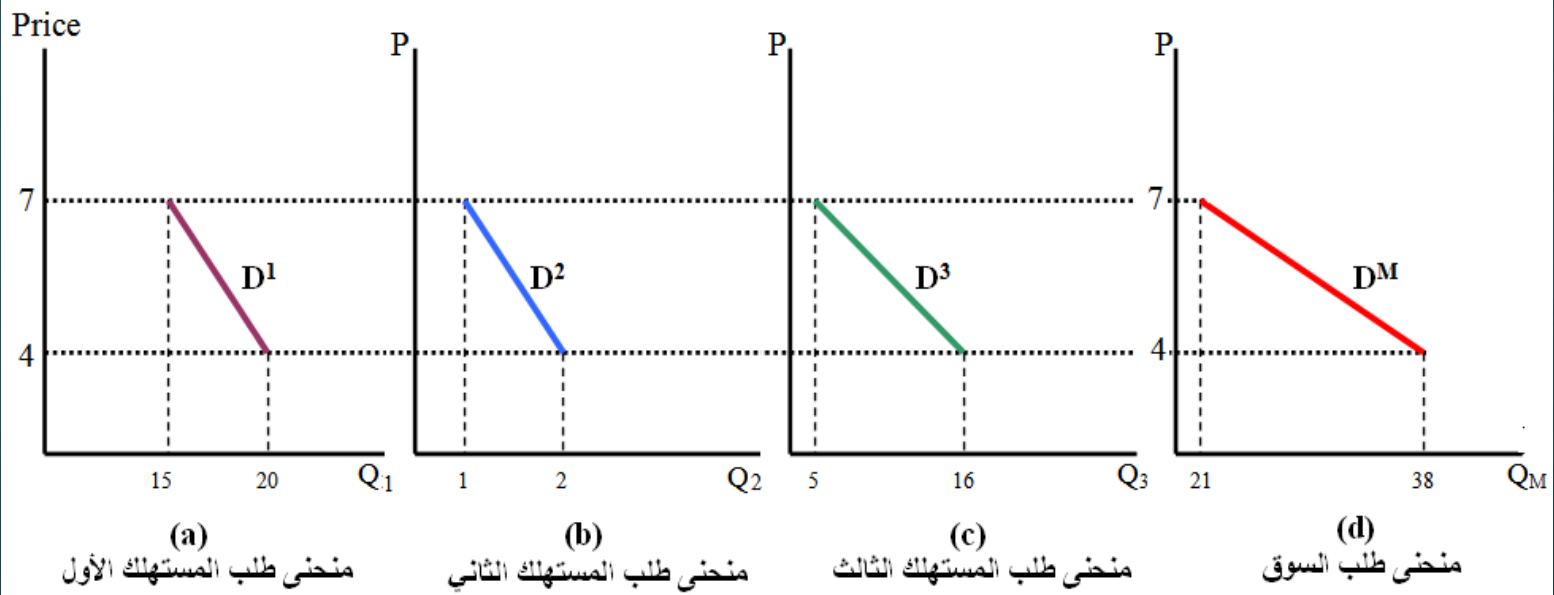 Price
P
P
P
7
7
D¹
D²
D³
Dᴹ
4
4
15 20 Q.1
1 2 Q2
5 16 Q3
21 38 QM
(a)
منحنى طلب المستهلك الأول
(b)
منحنى طلب المستهلك الثاني
(c)
منحنى طلب المستهلك الثالث
(d)
منحنى طلب السوق